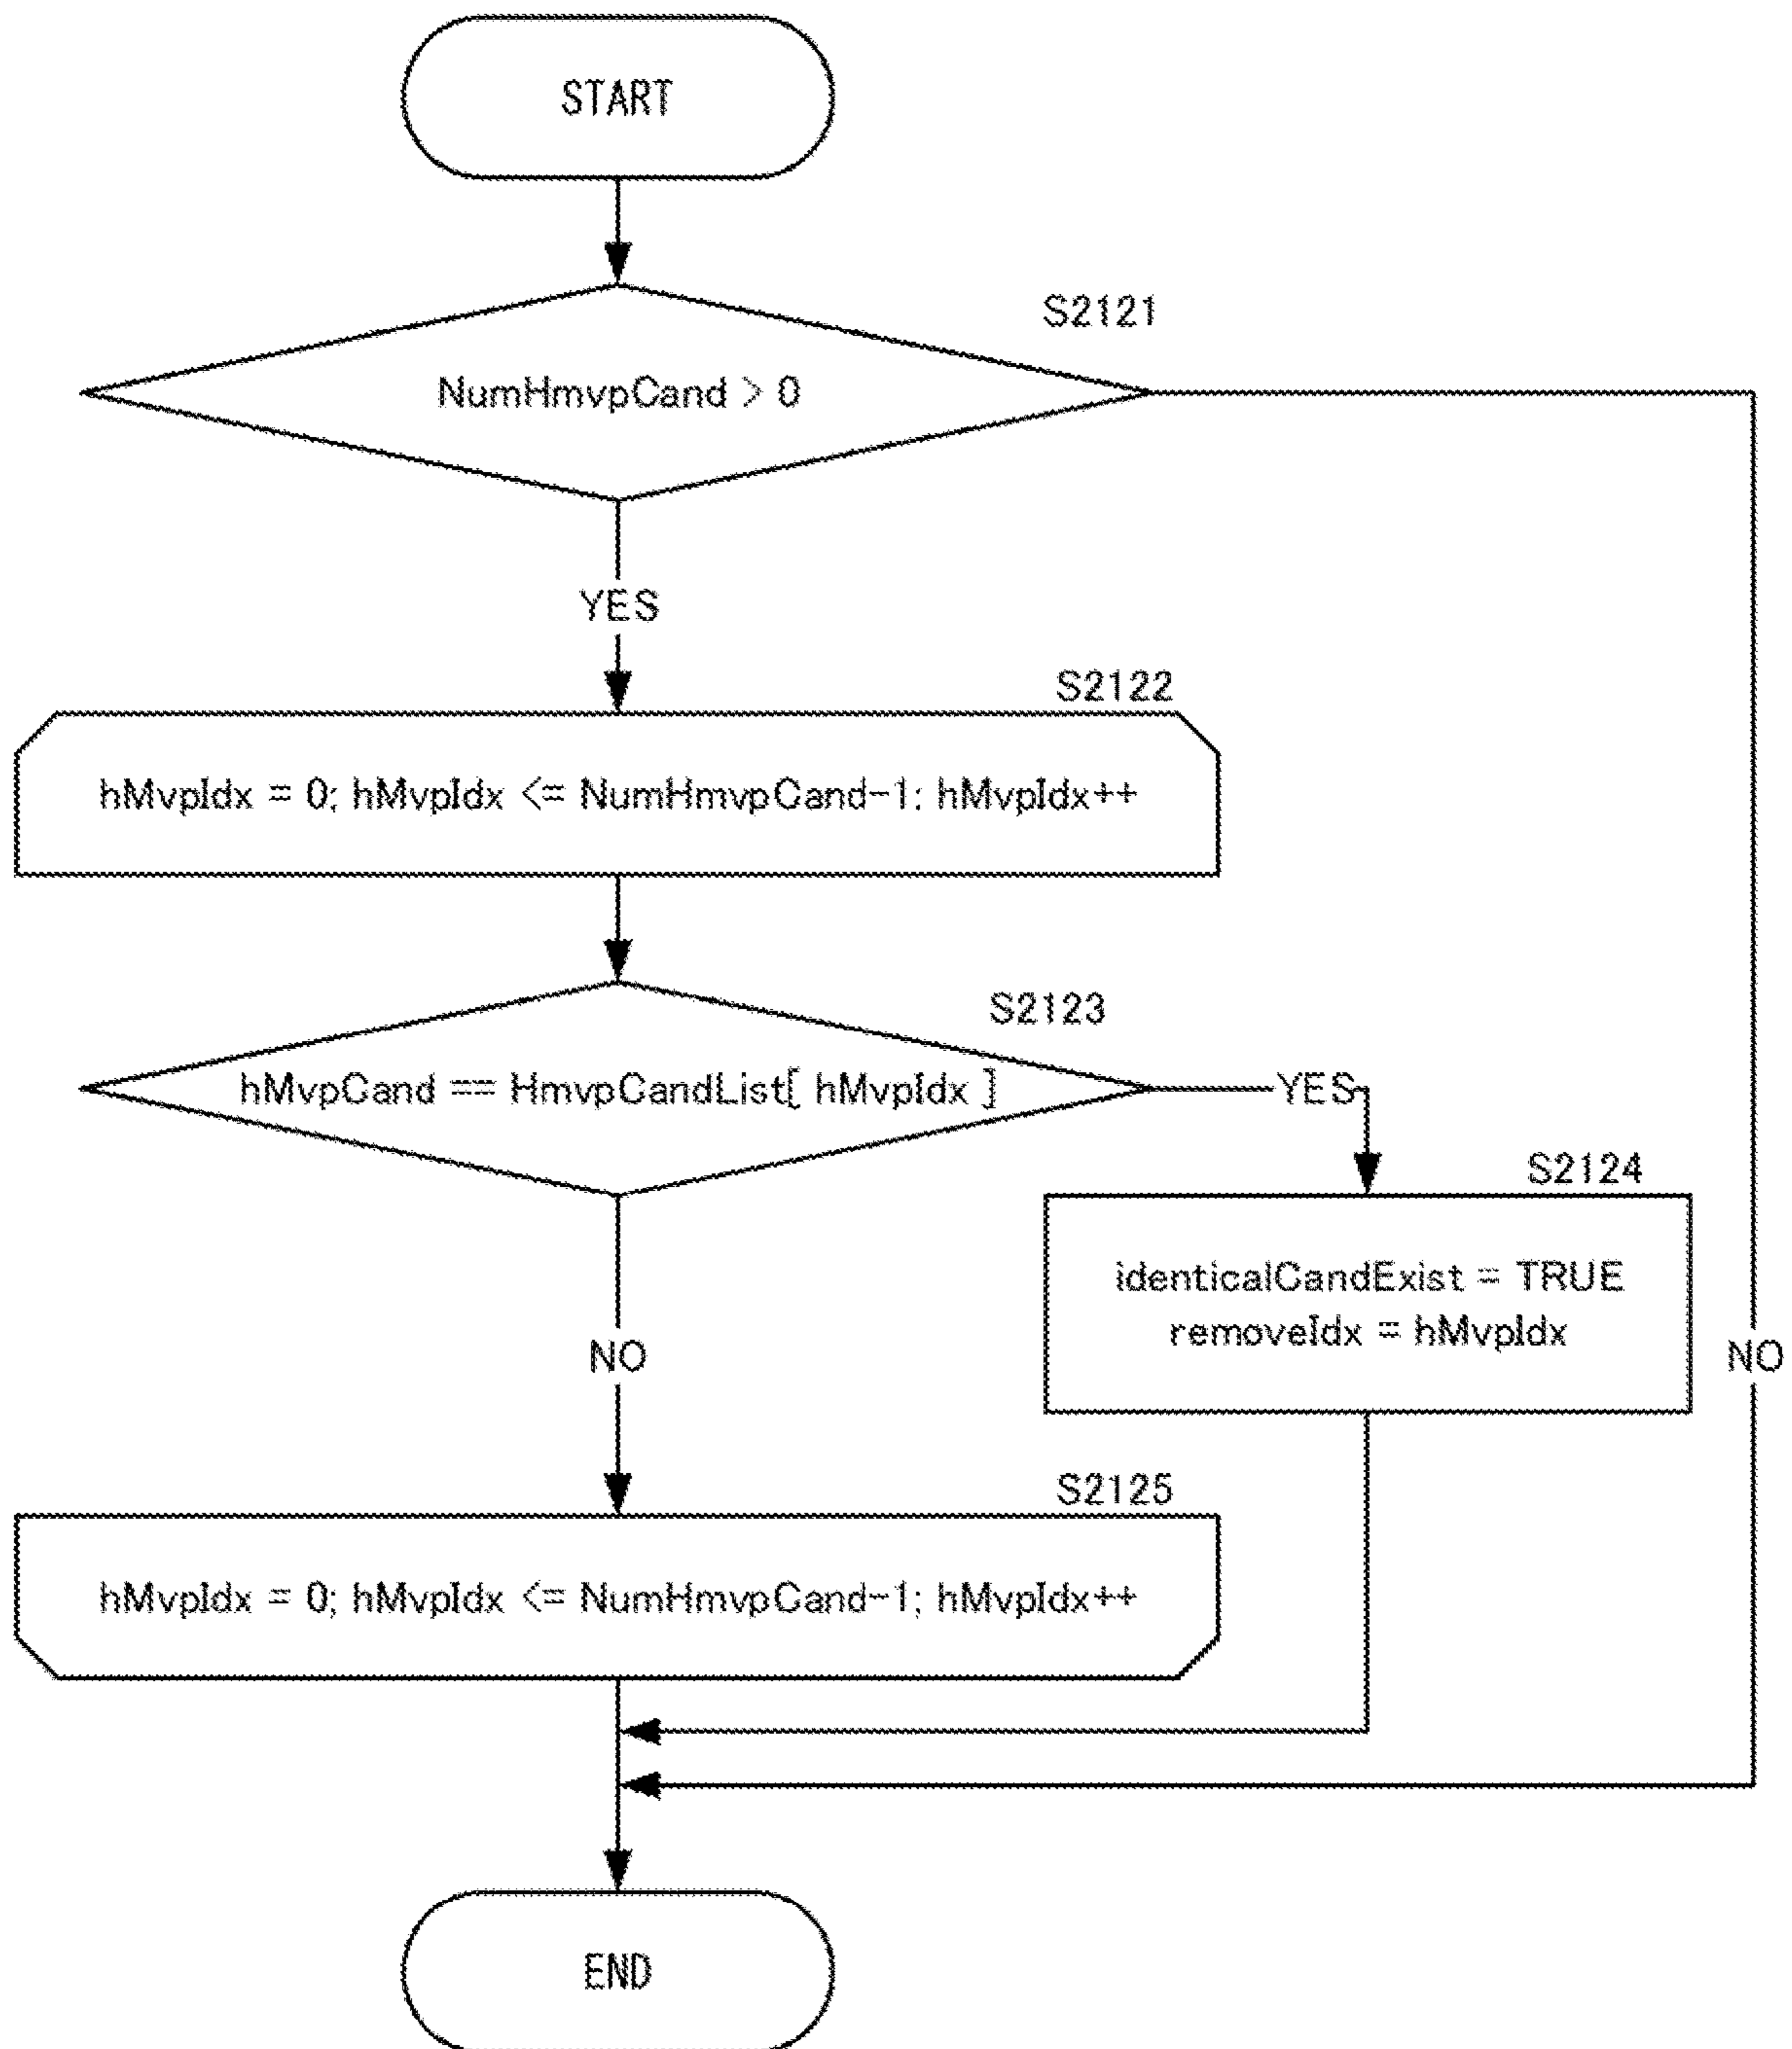 START
S2121
NumHmvpCand > 0
YES
S2122
hMvpIdx = 0; hMvpIdx <= NumHmvpCand-1; hMvpIdx++
S2123
hMvpCand == HmvpCandList[ hMvpIdx ]
YES
S2124
identicalCandExist = TRUE
removeIdx = hMvpIdx
NO
NO
S2125
hMvpIdx = 0; hMvpIdx <= NumHmvpCand-1; hMvpIdx++
END